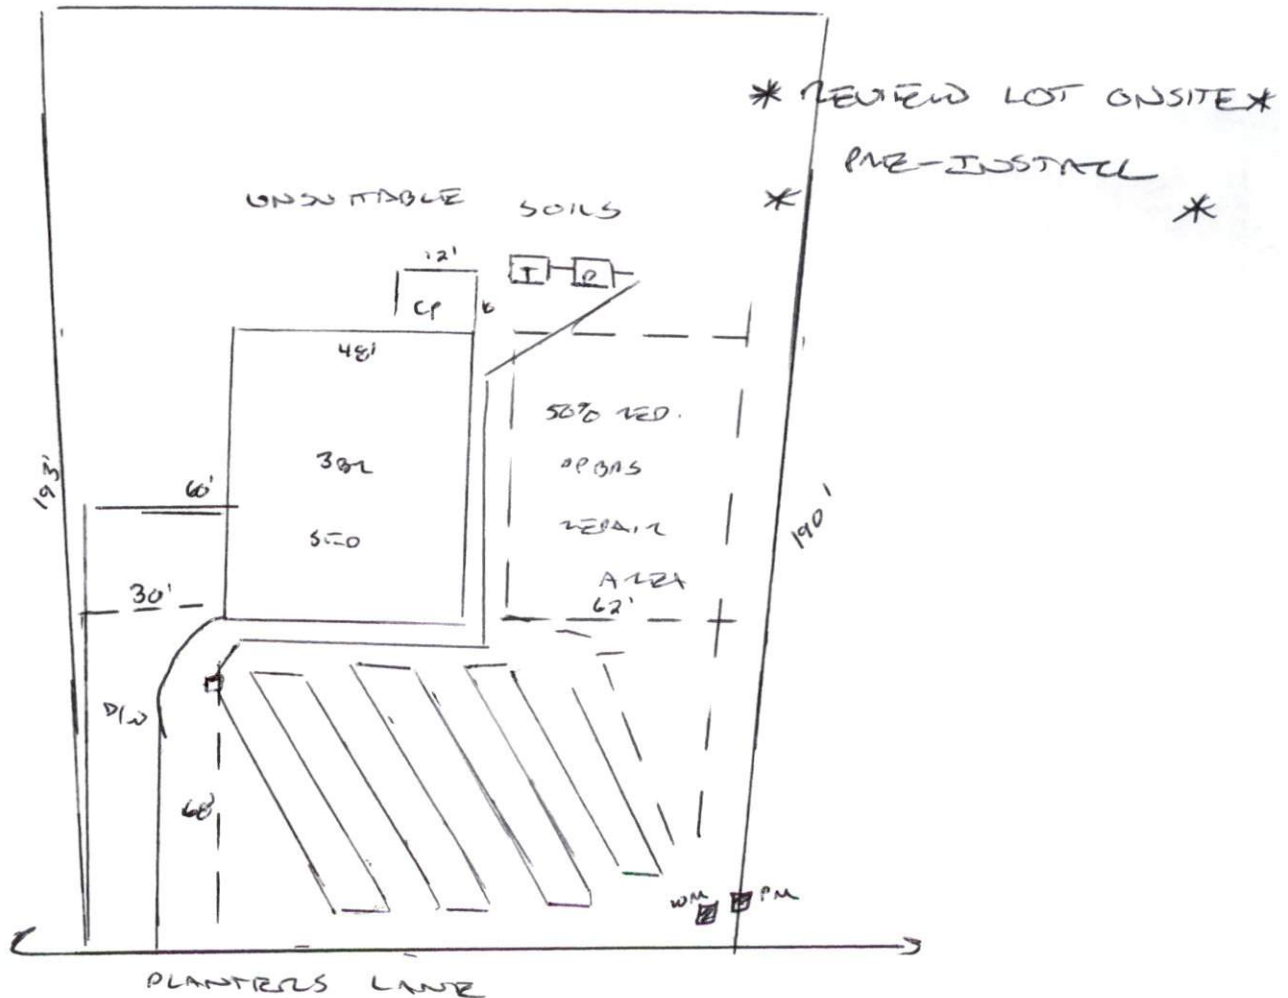 * REVIEW LOT ONSITE *
PRE-INSTALL
*
*
UNSUITABLE SOILS
12'
T
P
CP
48'
50% RED.
3BR
REPAIR
60'
SFD
AREA
193'
190'
30'
62'
D/W
68'
WM
PM
PLANTERS LANE